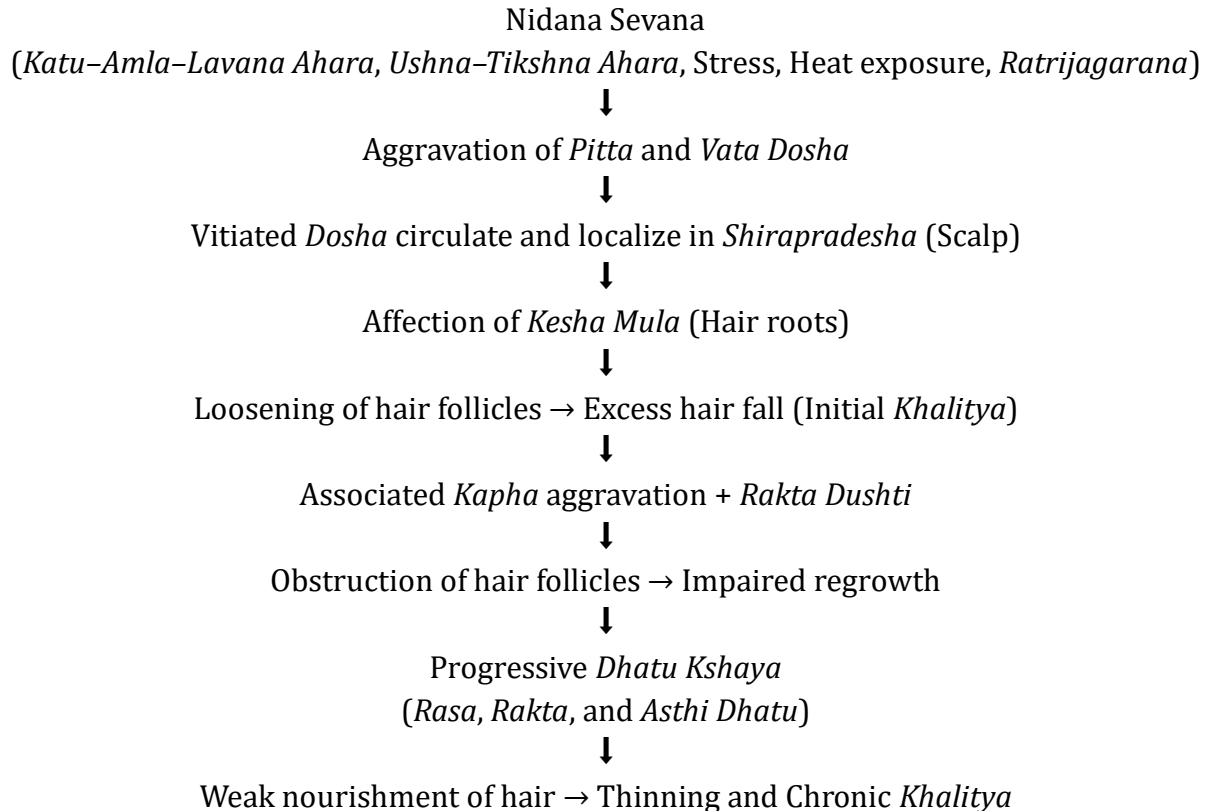 Nidana Sevana
(Katu–Amla–Lavana Ahara, Ushna–Tikshna Ahara, Stress, Heat exposure, Ratrijagarana)
Aggravation of Pitta and Vata Dosha
Vitiated Dosha circulate and localize in Shirapradesha (Scalp)
Affection of Kesha Mula (Hair roots)
Loosening of hair follicles → Excess hair fall (Initial Khalitya)
Associated Kapha aggravation + Rakta Dushti
Obstruction of hair follicles → Impaired regrowth
Progressive Dhatu Kshaya
(Rasa, Rakta, and Asthi Dhatu)
Weak nourishment of hair → Thinning and Chronic Khalitya